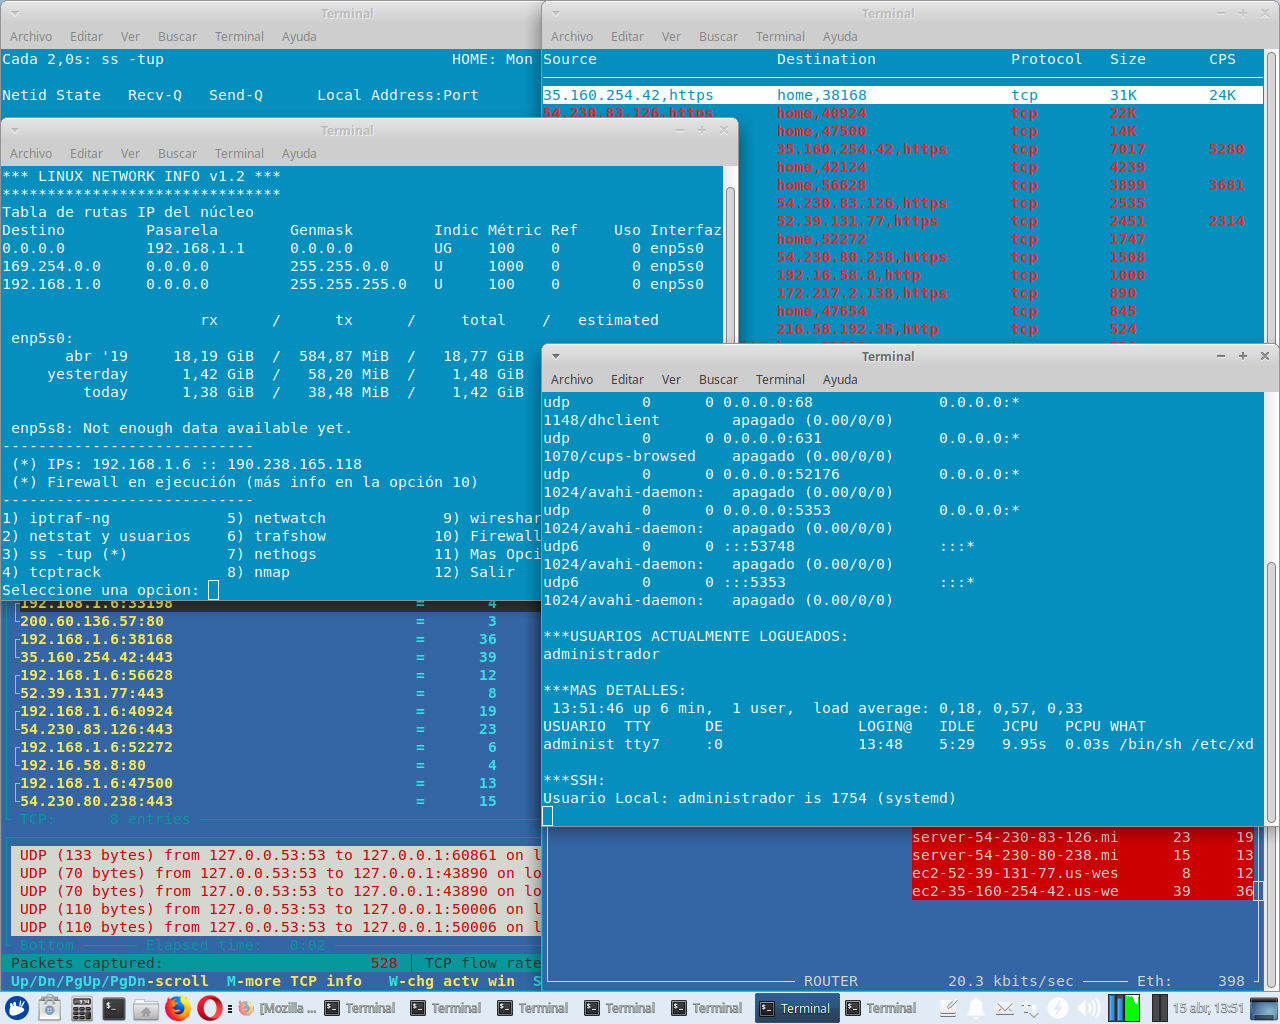 Terminal
Archivo Editar Ver Buscar Terminal Ayuda
Cada 2,0s: ss -tup HOME: Mon
Netid State Recv-Q Send-Q Local Address:Port
Terminal
Archivo Editar Ver Buscar Terminal Ayuda
Source Destination Protocol Size CPS
35.160.254.42,https home,38168 tcp 31K 24K
54.230.83.126,https home,40924 tcp 22K
home,47500 tcp 14K
35.160.254.42,https tcp 7017 5280
home,42124 tcp 4239
home,56628 tcp 3899 3681
54.230.83.126,https tcp 2535
52.39.131.77,https tcp 2451 2314
home,52272 tcp 1747
54.230.80.238,https tcp 1508
192.16.58.8,http tcp 1000
172.217.2.138,https tcp 890
home,47654 tcp 845
216.58.192.35,http tcp 524
Terminal
Archivo Editar Ver Buscar Terminal Ayuda
*** LINUX NETWORK INFO v1.2 ***
*******************************
Tabla de rutas IP del núcleo
Destino Pasarela Genmask Indic Métric Ref Uso Interfaz
0.0.0.0 192.168.1.1 0.0.0.0 UG 100 0 0 enp5s0
169.254.0.0 0.0.0.0 255.255.0.0 U 1000 0 0 enp5s0
192.168.1.0 0.0.0.0 255.255.255.0 U 100 0 0 enp5s0
rx / tx / total / estimated
enp5s0:
abr '19 18,19 GiB / 584,87 MiB / 18,77 GiB
yesterday 1,42 GiB / 58,20 MiB / 1,48 GiB
today 1,38 GiB / 38,48 MiB / 1,42 GiB
enp5s8: Not enough data available yet.
----------------------------
(*) IPs: 192.168.1.6 :: 190.238.165.118
(*) Firewall en ejecución (más info en la opción 10)
----------------------------
1) iptraf-ng 5) netwatch 9) wireshar
2) netstat y usuarios 6) trafshow 10) Firewall
3) ss -tup (*) 7) nethogs 11) Mas Opci
4) tcptrack 8) nmap 12) Salir
Seleccione una opcion:
Terminal
Archivo Editar Ver Buscar Terminal Ayuda
udp 0 0 0.0.0.0:68 0.0.0.0:*
1148/dhclient apagado (0.00/0/0)
udp 0 0 0.0.0.0:631 0.0.0.0:*
1070/cups-browsed apagado (0.00/0/0)
udp 0 0 0.0.0.0:52176 0.0.0.0:*
1024/avahi-daemon: apagado (0.00/0/0)
udp 0 0 0.0.0.0:5353 0.0.0.0:*
1024/avahi-daemon: apagado (0.00/0/0)
udp6 0 0 :::53748 :::*
1024/avahi-daemon: apagado (0.00/0/0)
udp6 0 0 :::5353 :::*
1024/avahi-daemon: apagado (0.00/0/0)
***USUARIOS ACTUALMENTE LOGUEADOS:
administrador
***MAS DETALLES:
13:51:46 up 6 min, 1 user, load average: 0,18, 0,57, 0,33
USUARIO TTY DE LOGIN@ IDLE JCPU PCPU WHAT
administ tty7 :0 13:48 5:29 9.95s 0.03s /bin/sh /etc/xd
***SSH:
Usuario Local: administrador is 1754 (systemd)
192.168.1.6:33198 = 4
200.60.136.57:80 = 3
192.168.1.6:38168 = 36
35.160.254.42:443 = 39
192.168.1.6:56628 = 12
52.39.131.77:443 = 8
192.168.1.6:40924 = 19
54.230.83.126:443 = 23
192.168.1.6:52272 = 6
192.16.58.8:80 = 4
192.168.1.6:47500 = 13
54.230.80.238:443 = 15
TCP: 8 entries
UDP (133 bytes) from 127.0.0.53:53 to 127.0.0.1:60861 on l
UDP (70 bytes) from 127.0.0.53:53 to 127.0.0.1:43890 on lo
UDP (70 bytes) from 127.0.0.53:53 to 127.0.0.1:43890 on lo
UDP (110 bytes) from 127.0.0.53:53 to 127.0.0.1:50006 on l
UDP (110 bytes) from 127.0.0.53:53 to 127.0.0.1:50006 on l
Bottom Elapsed time: 0:02
Packets captured: 528 TCP flow rate
Up/Dn/PgUp/PgDn-scroll M-more TCP info W-chg actv win S
server-54-230-83-126.mi 23 19
server-54-230-80-238.mi 15 13
ec2-52-39-131-77.us-wes 8 12
ec2-35-160-254-42.us-we 39 36
ROUTER 20.3 kbits/sec Eth: 398
[Mozilla ... Terminal Terminal Terminal Terminal Terminal Terminal Terminal 15 abr, 13:51